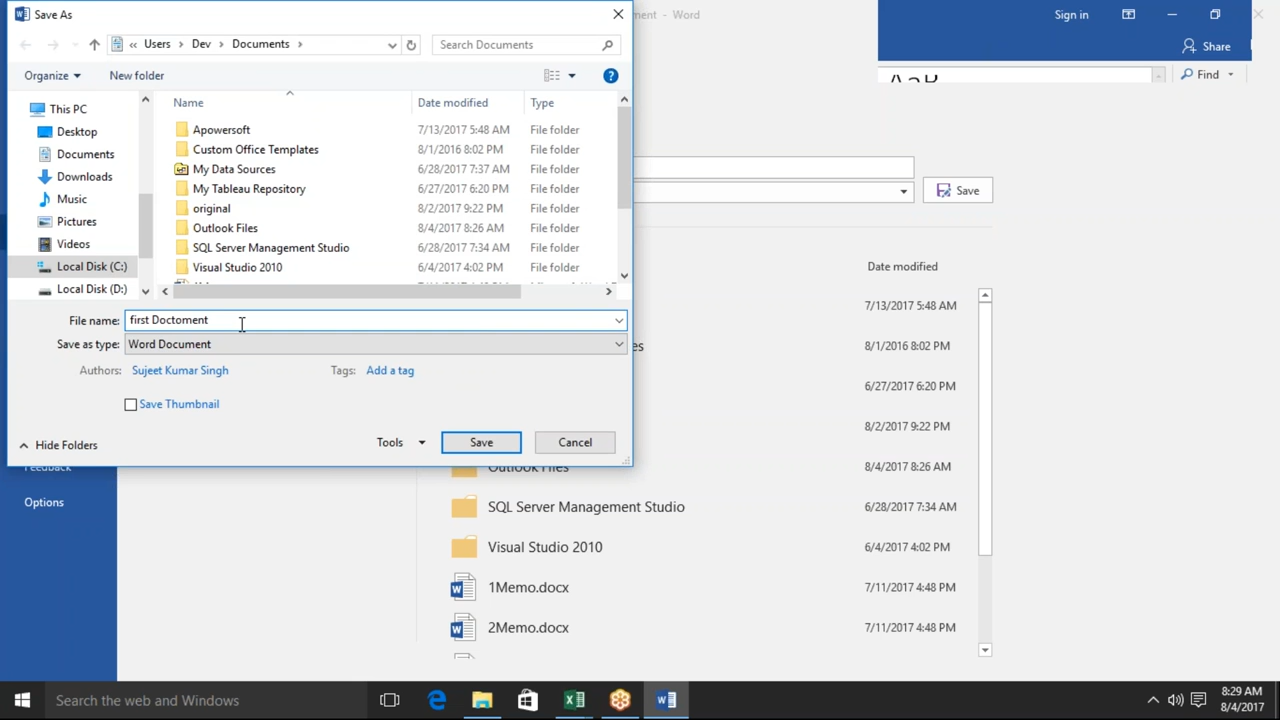 Save As
ment - Word
Sign in
Share
« Users > Dev > Documents >
Search Documents
Organize
New folder
AaB
Find
Name
Date modified
Type
This PC
Desktop
Documents
Downloads
Music
Pictures
Videos
Local Disk (C:)
Local Disk (D:)
Apowersoft 7/13/2017 5:48 AM File folder
Custom Office Templates 8/1/2016 8:02 PM File folder
My Data Sources 6/28/2017 7:37 AM File folder
My Tableau Repository 6/27/2017 6:20 PM File folder
original 8/2/2017 9:22 PM File folder
Outlook Files 8/4/2017 8:26 AM File folder
SQL Server Management Studio 6/28/2017 7:34 AM File folder
Visual Studio 2010 6/4/2017 4:02 PM File folder
File name: first Doctoment
Save as type: Word Document
Authors: Sujeet Kumar Singh
Tags: Add a tag
Save Thumbnail
Hide Folders
Tools
Save
Cancel
Save
Date modified
7/13/2017 5:48 AM
es 8/1/2016 8:02 PM
6/27/2017 6:20 PM
8/2/2017 9:22 PM
Outlook Files 8/4/2017 8:26 AM
SQL Server Management Studio 6/28/2017 7:34 AM
Visual Studio 2010 6/4/2017 4:02 PM
1Memo.docx 7/11/2017 4:48 PM
2Memo.docx 7/11/2017 4:48 PM
Feedback
Options
Search the web and Windows
8:29 AM
8/4/2017